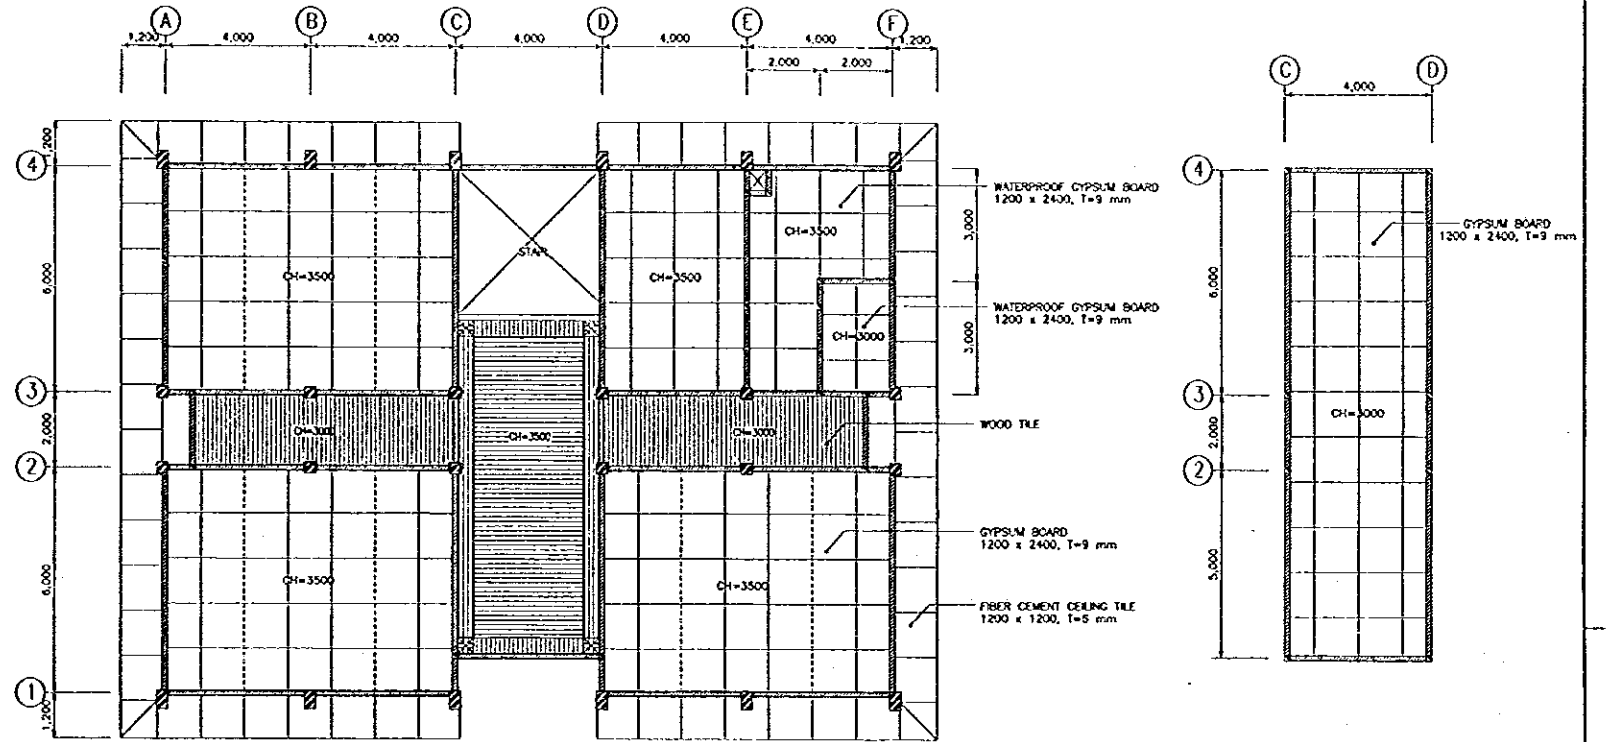 A B C D E F
1,200 4,000 4,000 4,000 4,000 4,000 1,200
2,000 2,000
C D
4,000
1,200
4
6,000
3
2,000
2
6,000
1
1,200
STAIR
CH=3500
CH=3500
CH=3500
CH=3000
CH=3000
CH=3500
CH=3000
CH=3500
CH=3500
3,000
3,000
WATERPROOF GYPSUM BOARD
1200 x 2400, T=9 mm
WATERPROOF GYPSUM BOARD
1200 x 2400, T=9 mm
WOOD TILE
GYPSUM BOARD
1200 x 2400, T=9 mm
FIBER CEMENT CEILING TILE
1200 x 1200, T=6 mm
4
6,000
3
2,000
2
5,000
GYPSUM BOARD
1200 x 2400, T=9 mm
CH=3000